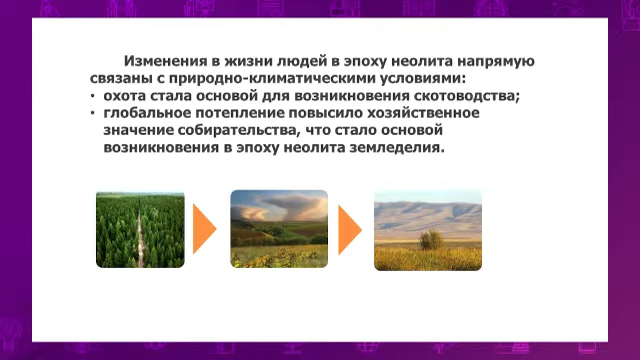 Изменения в жизни людей в эпоху неолита напрямую
связаны с природно-климатическими условиями:
• охота стала основой для возникновения скотоводства;
• глобальное потепление повысило хозяйственное
значение собирательства, что стало основой
возникновения в эпоху неолита земледелия.